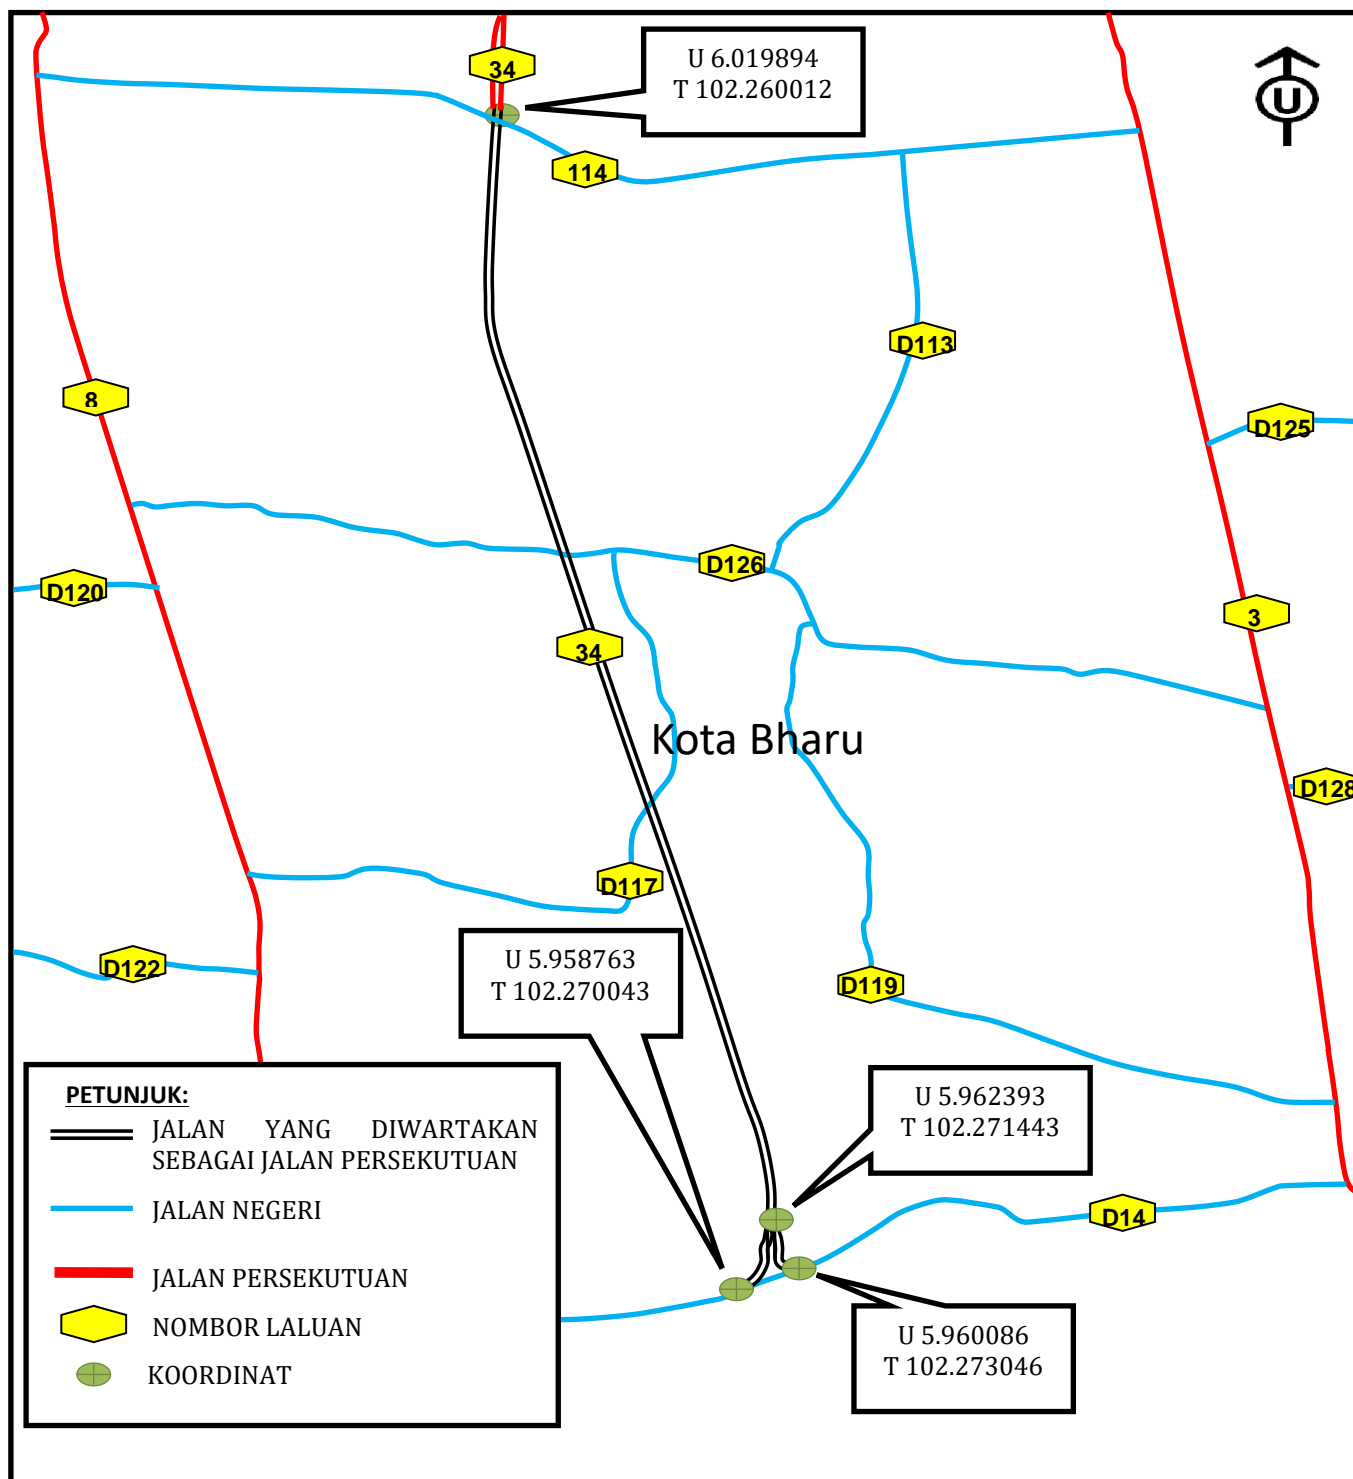 34
U 6.019894
T 102.260012
U
114
D113
8
D125
D126
D120
3
34
Kota Bharu
D128
D117
U 5.958763
T 102.270043
D122
D119
PETUNJUK:
JALAN YANG DIWARTAKAN
SEBAGAI JALAN PERSEKUTUAN
JALAN NEGERI
JALAN PERSEKUTUAN
NOMBOR LALUAN
KOORDINAT
U 5.962393
T 102.271443
D14
U 5.960086
T 102.273046